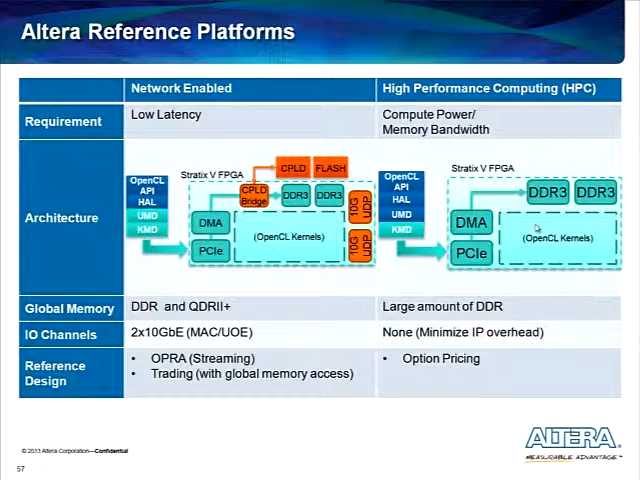 Altera Reference Platforms
Network Enabled
High Performance Computing (HPC)
Requirement
Low Latency
Compute Power/
Memory Bandwidth
Architecture
OpenCL
API
HAL
UMD
KMD
Stratix V FPGA
CPLD
FLASH
CPLD
Bridge
DDR3
DDR3
10G
UDP
10G
UDP
DMA
PCIe
(OpenCL Kernels)
OpenCL
API
HAL
UMD
KMD
Stratix V FPGA
DDR3
DDR3
DMA
PCIe
(OpenCL Kernels)
Global Memory
DDR and QDRII+
Large amount of DDR
IO Channels
2x10GbE (MAC/UOE)
None (Minimize IP overhead)
Reference
Design
• OPRA (Streaming)
• Trading (with global memory access)
• Option Pricing
© 2013 Altera Corporation—Confidential
57
ALTERA®
MEASURABLE ADVANTAGE™